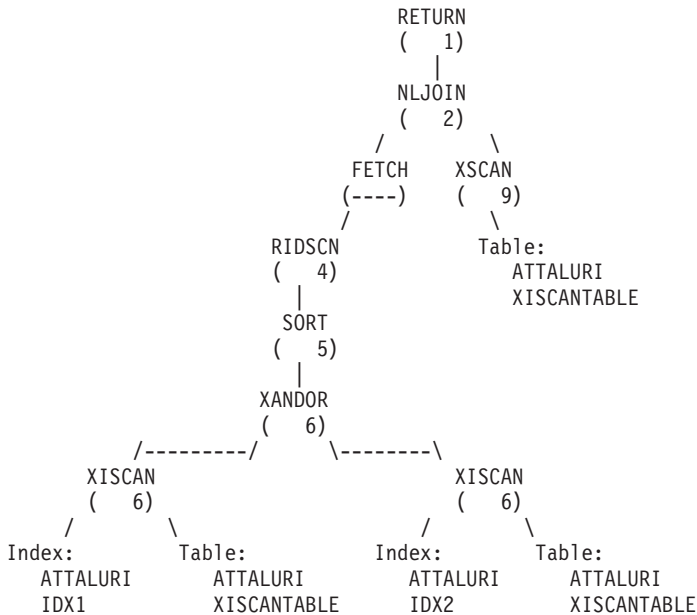 RETURN
( 1)
|
NLJOIN
( 2)
/ \
FETCH XSCAN
(----) ( 9)
/ \
RIDSCN Table:
( 4) ATTALURI
| XISCANTABLE
SORT
( 5)
|
XANDOR
( 6)
/---------/ \--------\
XISCAN XISCAN
( 6) ( 6)
/ \ / \
Index: Table: Index: Table:
ATTALURI ATTALURI ATTALURI ATTALURI
IDX1 XISCANTABLE IDX2 XISCANTABLE